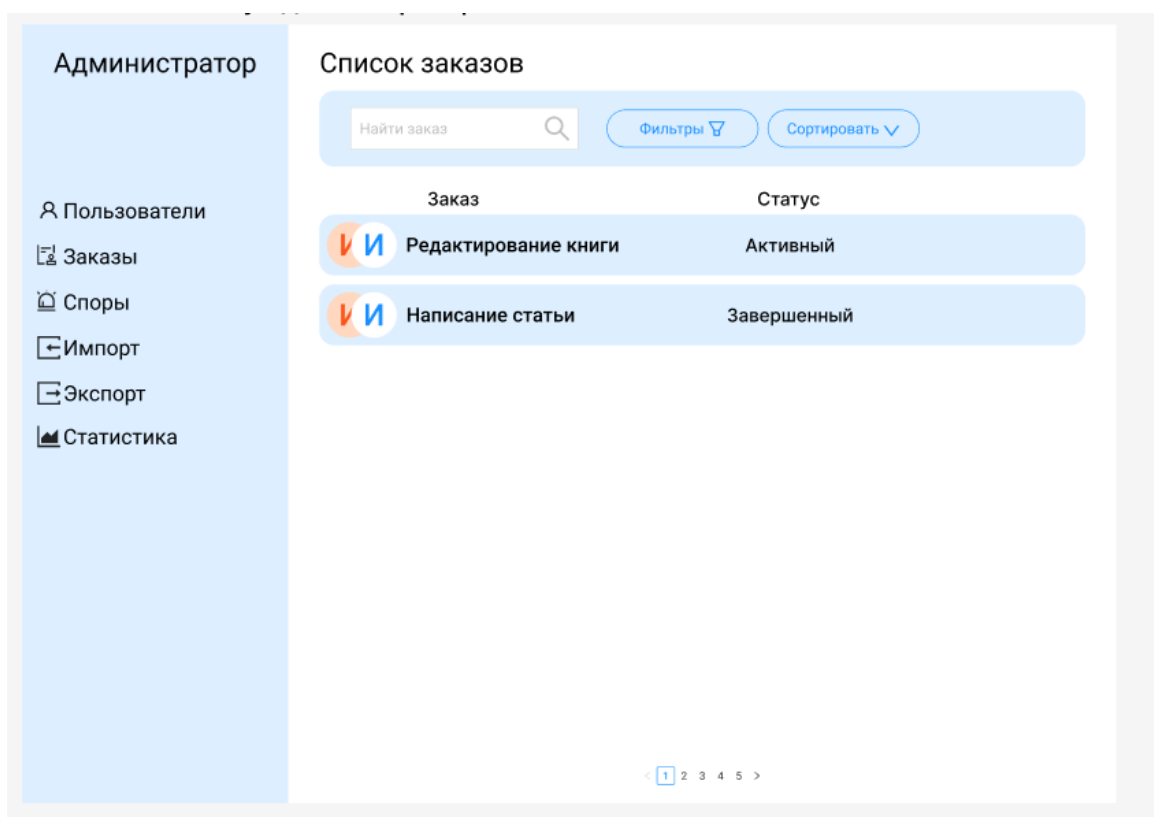 Администратор
Список заказов
Найти заказ
Фильтры
Сортировать
Заказ
Статус
Пользователи
Заказы
Споры
Импорт
Экспорт
Статистика
И И Редактирование книги Активный
И И Написание статьи Завершенный
< 1 2 3 4 5 >